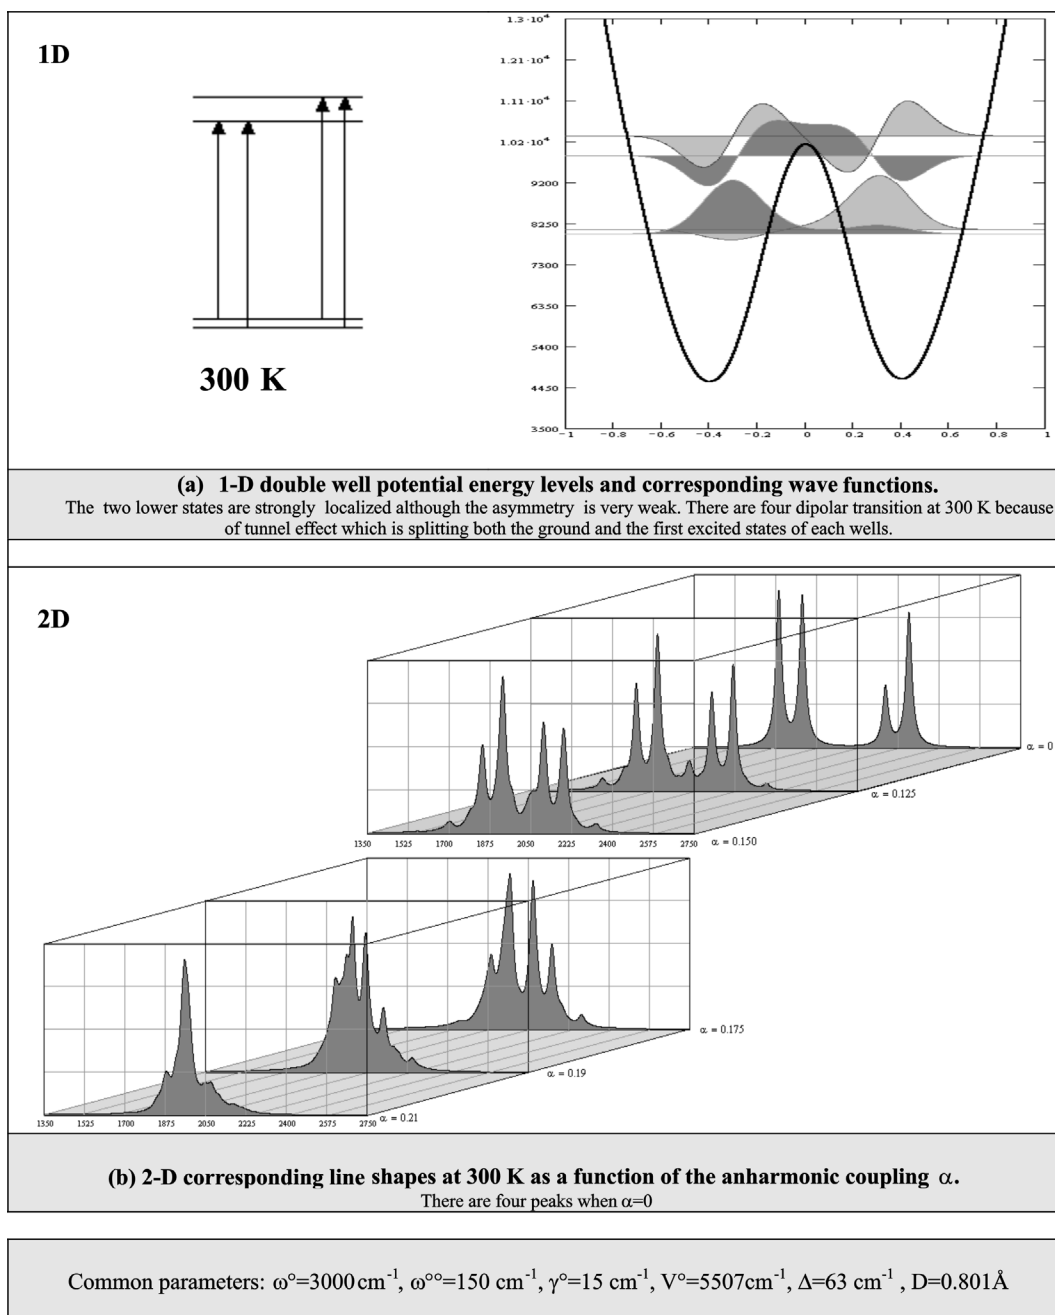 1D
300 K
1.3·10⁴
1.21·10⁴
1.11·10⁴
1.02·10⁴
9200
8250
7300
6350
5400
4450
3500
−1 −0.8 −0.6 −0.4 −0.2 0 0.2 0.4 0.6 0.8 1
(a) 1-D double well potential energy levels and corresponding wave functions.
The two lower states are strongly localized although the asymmetry is very weak. There are four dipolar transition at 300 K because
of tunnel effect which is splitting both the ground and the first excited states of each wells.
2D
α = 0
α = 0.125
α = 0.150
1350 1525 1700 1875 2050 2225 2400 2575 2750
α = 0.175
α = 0.19
α = 0.21
1350 1525 1700 1875 2050 2225 2400 2575 2750
(b) 2-D corresponding line shapes at 300 K as a function of the anharmonic coupling α.
There are four peaks when α=0
Common parameters: ω°=3000cm⁻¹, ω°°=150 cm⁻¹, γ°=15 cm⁻¹, V°=5507cm⁻¹, Δ=63 cm⁻¹ , D=0.801Å